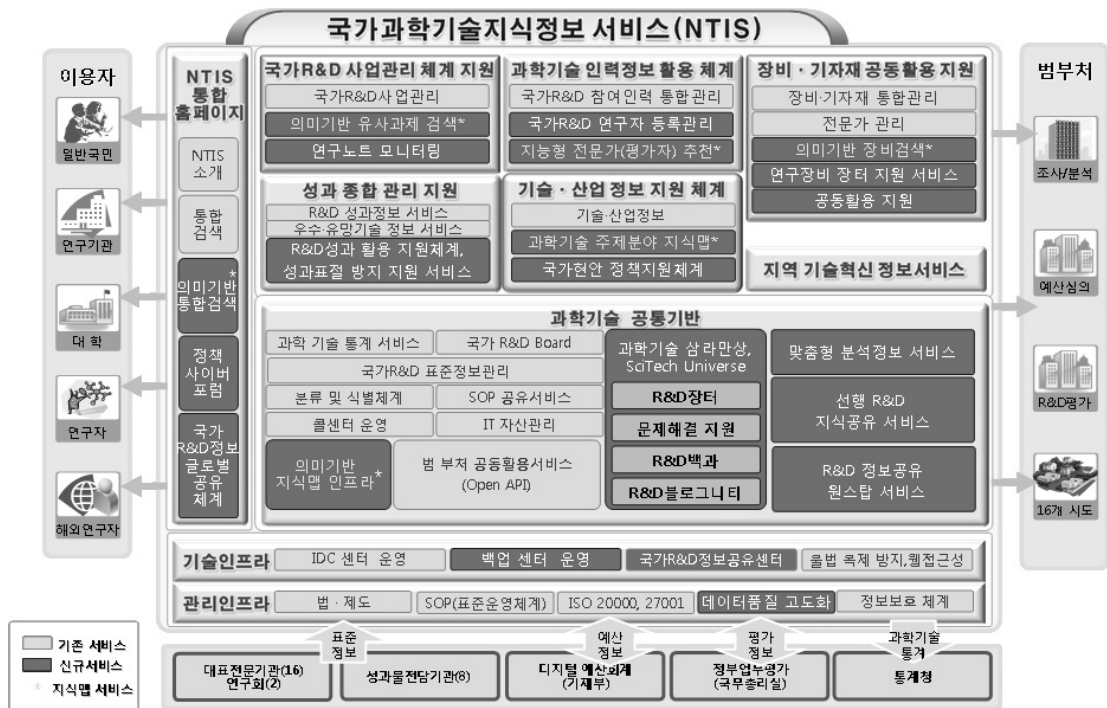 국가과학기술지식정보 서비스(NTIS)
이용자
일반국민
연구기관
대 학
연구자
해외연구자
NTIS
통합
홈페이지
NTIS
소개
통합
검색
*
의미기반
통합검색
정책
사이버
포럼
국가
R&D정보
글로벌
공유
체계
국가R&D 사업관리 체계 지원
국가R&D사업관리
의미기반 유사과제 검색*
연구노트 모니터링
과학기술 인력정보 활용 체계
국가R&D 참여인력 통합관리
국가R&D 연구자 등록관리
지능형 전문가(평가자) 추천*
장비·기자재 공동활용 지원
장비·기자재 통합관리
전문가 관리
의미기반 장비검색*
연구장비 장터 지원 서비스
공동활용 지원
성과 종합 관리 지원
R&D 성과정보 서비스
우수·유망기술 정보 서비스
R&D성과 활용 지원체계,
성과표절 방지 지원 서비스
기술·산업 정보 지원 체계
기술·산업정보
과학기술 주제분야 지식맵*
국가현안 정책지원체계
지역 기술혁신 정보서비스
과학기술 공통기반
과학 기술 통계 서비스
국가 R&D Board
국가R&D 표준정보관리
분류 및 식별체계
SOP 공유서비스
콜센터 운영
IT 자산관리
의미기반
지식맵 인프라*
범 부처 공동활용서비스
(Open API)
과학기술 삼라만상,
SciTech Universe
R&D장터
문제해결 지원
R&D백과
R&D블로그니티
맞춤형 분석정보 서비스
선행 R&D
지식공유 서비스
R&D 정보공유
원스탑 서비스
기술인프라
IDC 센터 운영
백업 센터 운영
국가R&D정보공유센터
불법 복제 방지,웹접근성
관리인프라
법·제도
SOP(표준운영체계)
ISO 20000, 27001
데이터품질 고도화
정보보호 체계
범부처
조사/분석
예산심의
R&D평가
16개 시도
표준
정보
예산
정보
평가
정보
과학기술
통계
대표전문기관(16)
연구회(2)
성과물전담기관(8)
디지털 예산회계
(기재부)
정부업무평가
(국무총리실)
통계청
기존 서비스
신규서비스
* 지식맵 서비스